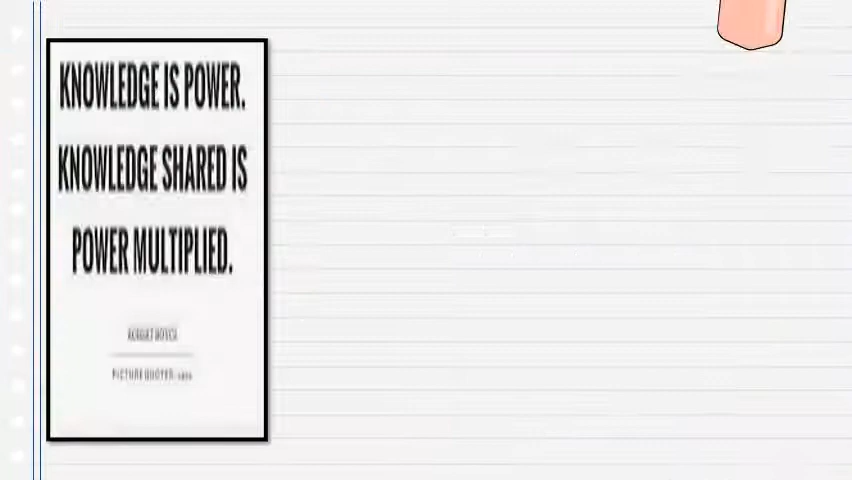 KNOWLEDGE IS POWER.
KNOWLEDGE SHARED IS
POWER MULTIPLIED.